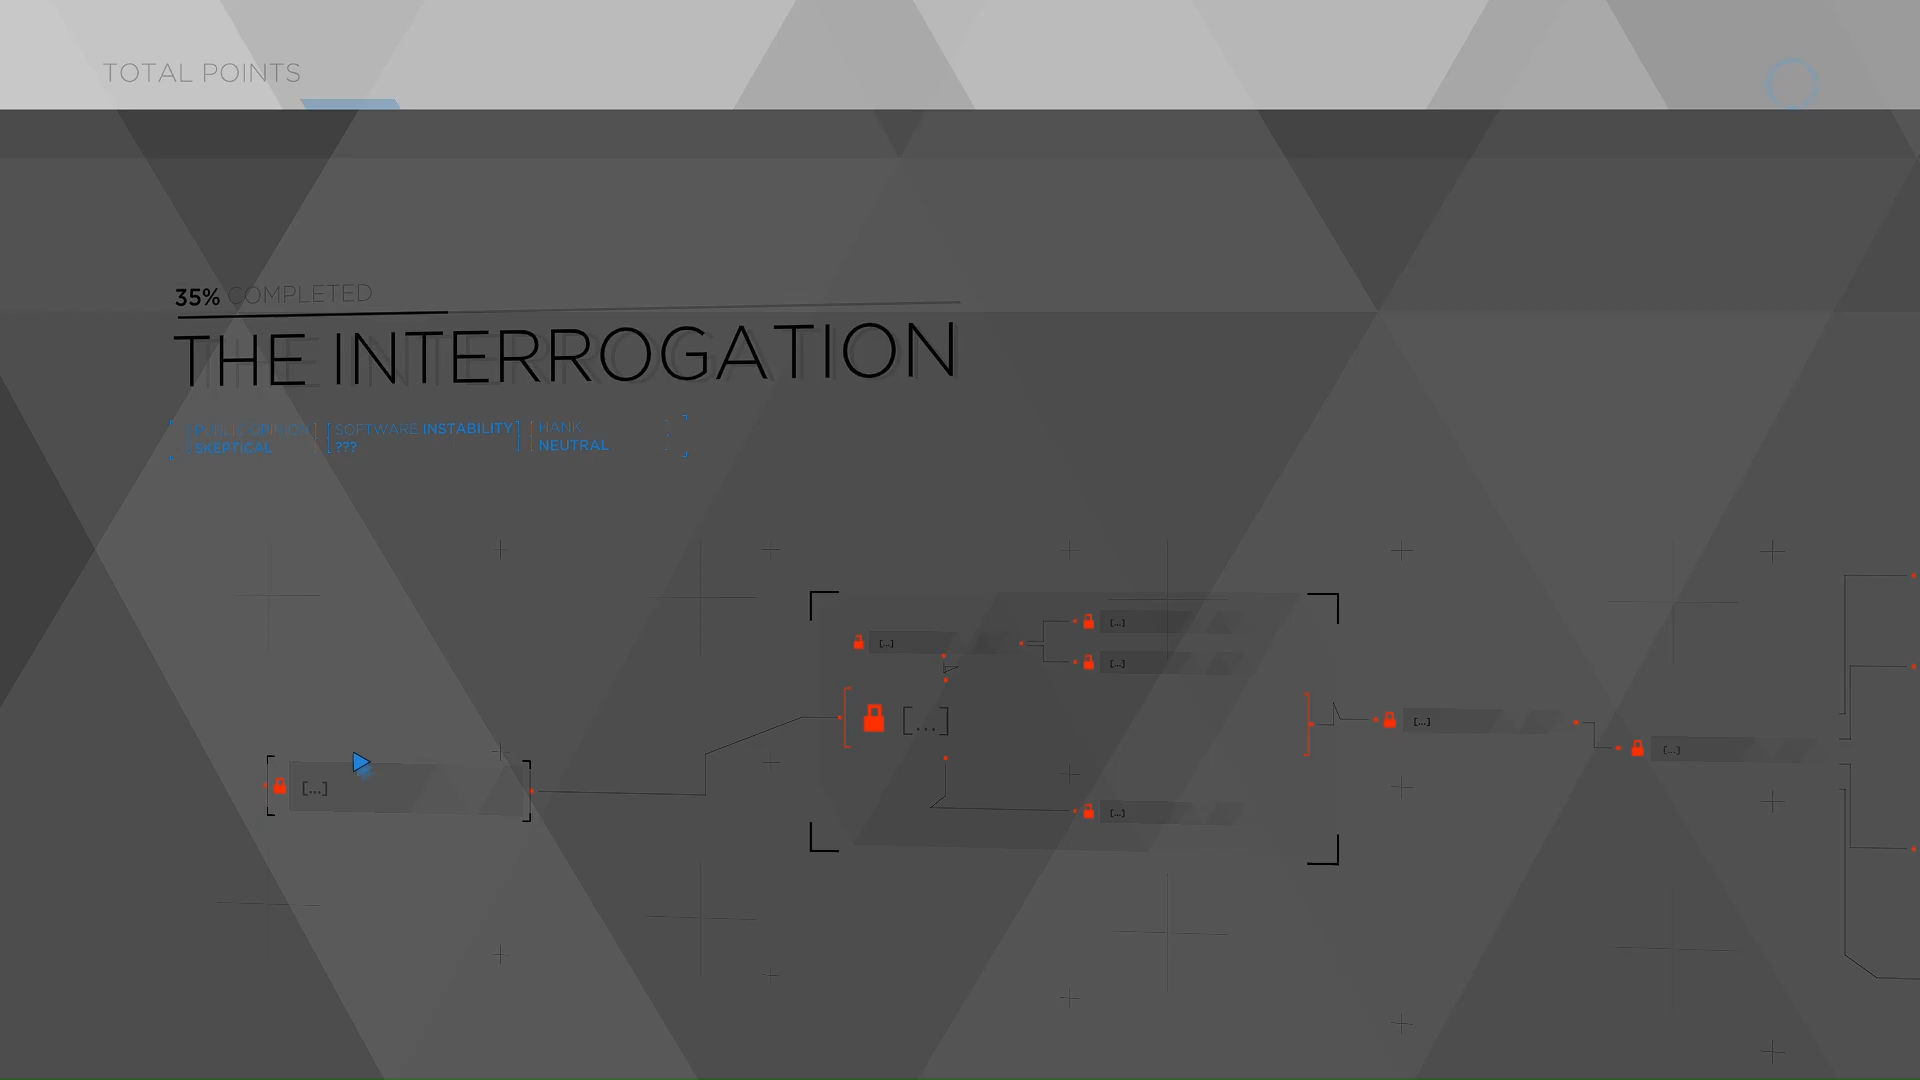 TOTAL POINTS
35% COMPLETED
THE INTERROGATION
PUBLIC OPINION
SKEPTICAL
SOFTWARE INSTABILITY
???
HANK
NEUTRAL
[...]
[...]
[...]
[...]
[...]
[...]
[...]
[...]